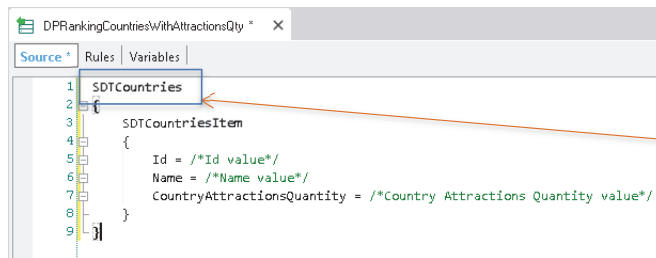 DPRankingCountriesWithAttractionsQty * X
Source * Rules Variables
1 SDTCountries
2 {
3 SDTCountriesItem
4 {
5 Id = /*Id value*/
6 Name = /*Name value*/
7 CountryAttractionsQuantity = /*Country Attractions Quantity value*/
8 }
9 }